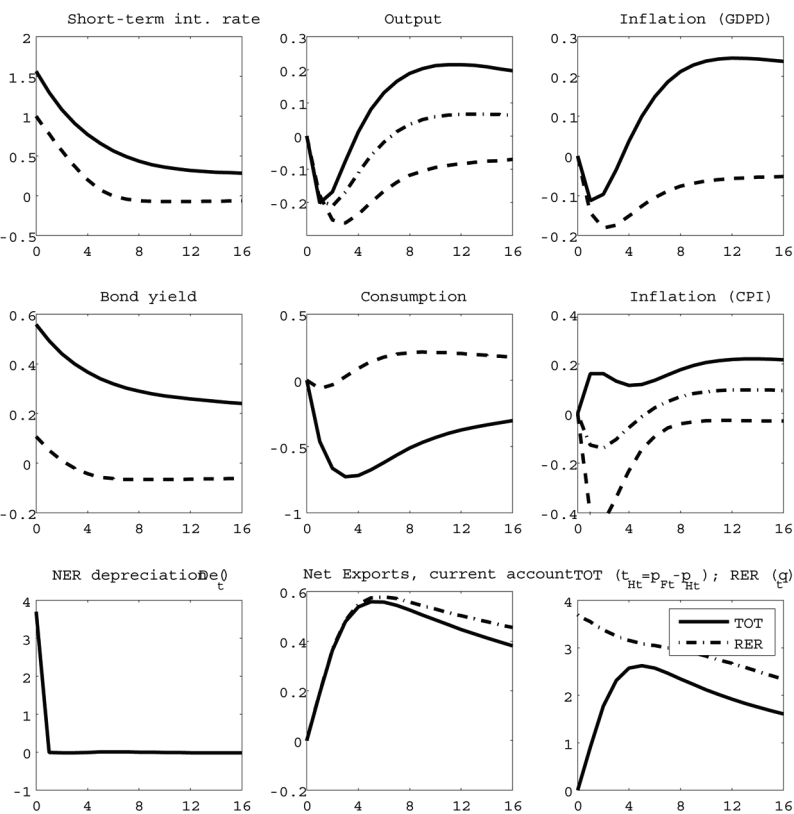 Short-term int. rate
Output
Inflation (GDPD)
2
1.5
1
0.5
0
-0.5
0 4 8 12 16
0.3
0.2
0.1
0
-0.1
-0.2
0 4 8 12 16
0.3
0.2
0.1
0
-0.1
-0.2
0 4 8 12 16
Bond yield
Consumption
Inflation (CPI)
0.6
0.4
0.2
0
-0.2
0 4 8 12 16
0.5
0
-0.5
-1
0 4 8 12 16
0.4
0.2
0
-0.2
-0.4
0 4 8 12 16
NER depreciation (De_t)
Net Exports, current account
TOT (t_Ht=p_Ft-p_Ht); RER (q_t)
4
3
2
1
0
-1
0 4 8 12 16
0.6
0.4
0.2
0
-0.2
0 4 8 12 16
4
3
2
1
0
0 4 8 12 16
TOT
RER